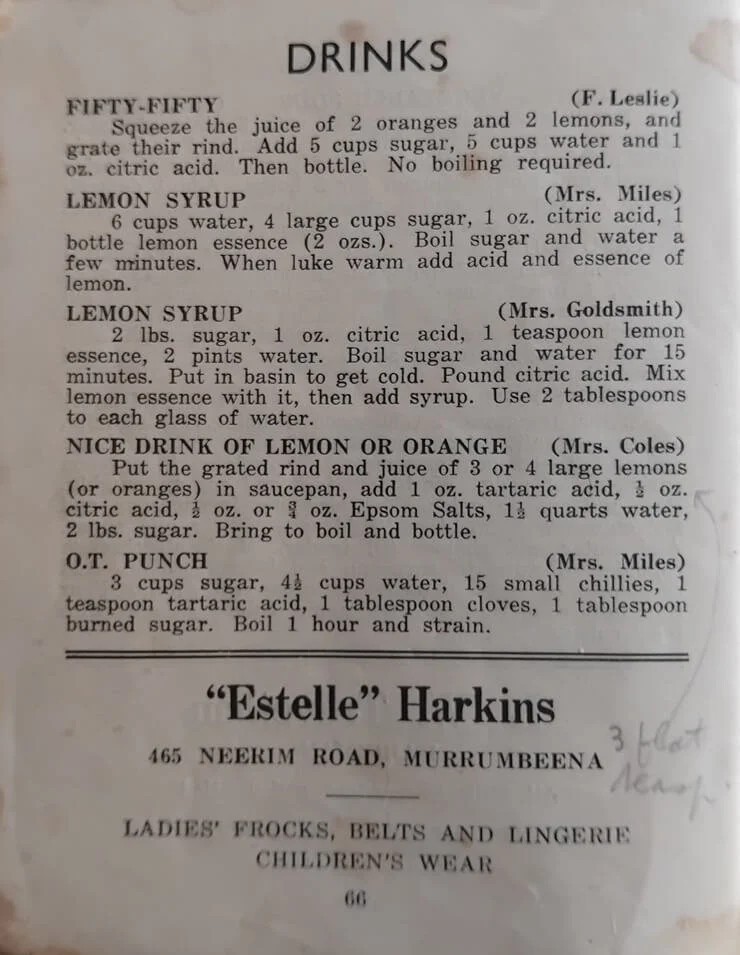 DRINKS
FIFTY-FIFTY (F. Leslie)
Squeeze the juice of 2 oranges and 2 lemons, and
grate their rind. Add 5 cups sugar, 5 cups water and 1
oz. citric acid. Then bottle. No boiling required.
LEMON SYRUP (Mrs. Miles)
6 cups water, 4 large cups sugar, 1 oz. citric acid, 1
bottle lemon essence (2 ozs.). Boil sugar and water a
few minutes. When luke warm add acid and essence of
lemon.
LEMON SYRUP (Mrs. Goldsmith)
2 lbs. sugar, 1 oz. citric acid, 1 teaspoon lemon
essence, 2 pints water. Boil sugar and water for 15
minutes. Put in basin to get cold. Pound citric acid. Mix
lemon essence with it, then add syrup. Use 2 tablespoons
to each glass of water.
NICE DRINK OF LEMON OR ORANGE (Mrs. Coles)
Put the grated rind and juice of 3 or 4 large lemons
(or oranges) in saucepan, add 1 oz. tartaric acid, ½ oz.
citric acid, ½ oz. or ¾ oz. Epsom Salts, 1½ quarts water,
2 lbs. sugar. Bring to boil and bottle.
O.T. PUNCH (Mrs. Miles)
3 cups sugar, 4½ cups water, 15 small chillies, 1
teaspoon tartaric acid, 1 tablespoon cloves, 1 tablespoon
burned sugar. Boil 1 hour and strain.
"Estelle" Harkins
465 NEERIM ROAD, MURRUMBEENA
3 flat
teasp.
LADIES' FROCKS, BELTS AND LINGERIE
CHILDREN'S WEAR
66